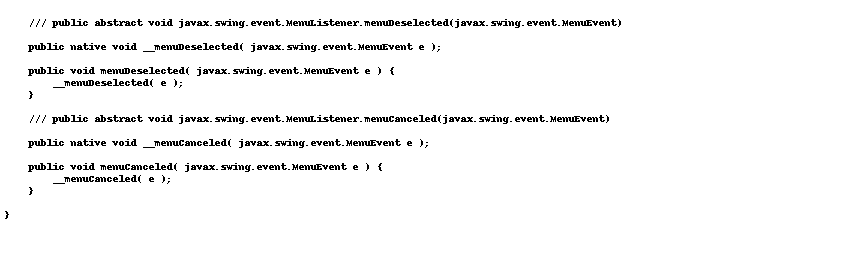 /// public abstract void javax.swing.event.MenuListener.menuDeselected(javax.swing.event.MenuEvent)
public native void __menuDeselected( javax.swing.event.MenuEvent e );
public void menuDeselected( javax.swing.event.MenuEvent e ) {
__menuDeselected( e );
}
/// public abstract void javax.swing.event.MenuListener.menuCanceled(javax.swing.event.MenuEvent)
public native void __menuCanceled( javax.swing.event.MenuEvent e );
public void menuCanceled( javax.swing.event.MenuEvent e ) {
__menuCanceled( e );
}
}